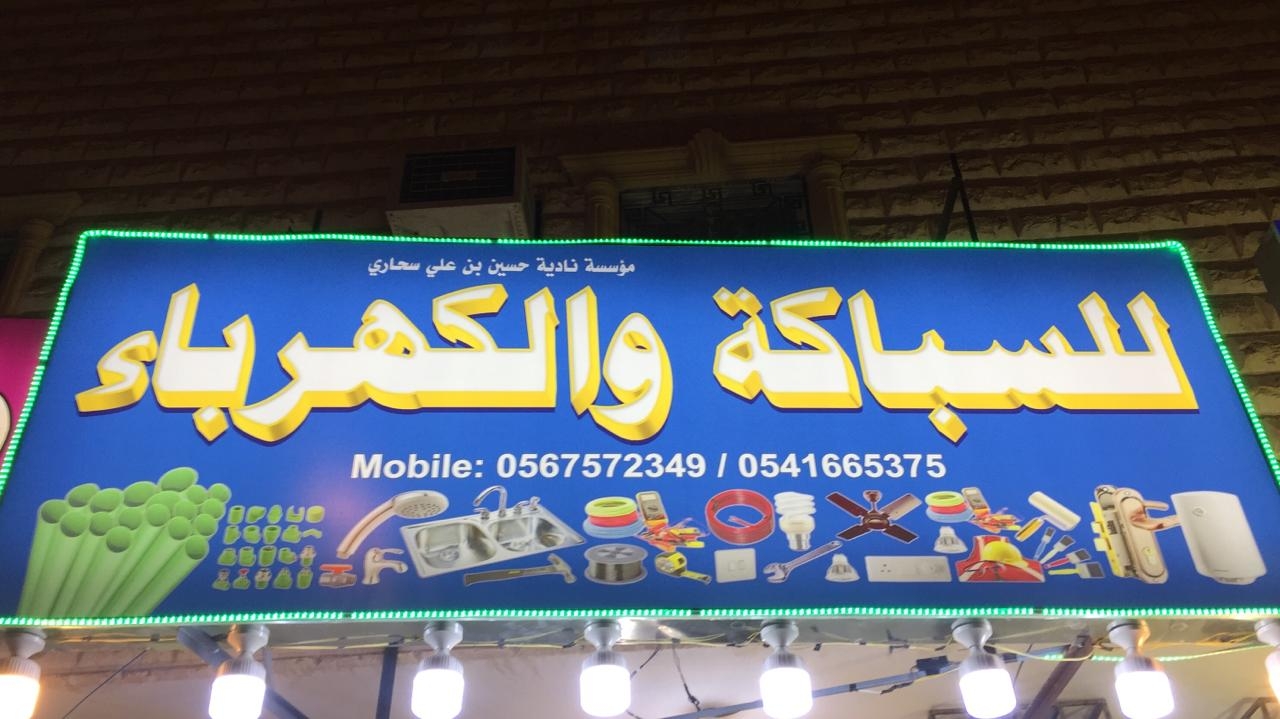 مؤسسة نادية حسين بن علي سحاري
للسباكة والكهرباء
Mobile: 0567572349 / 0541665375